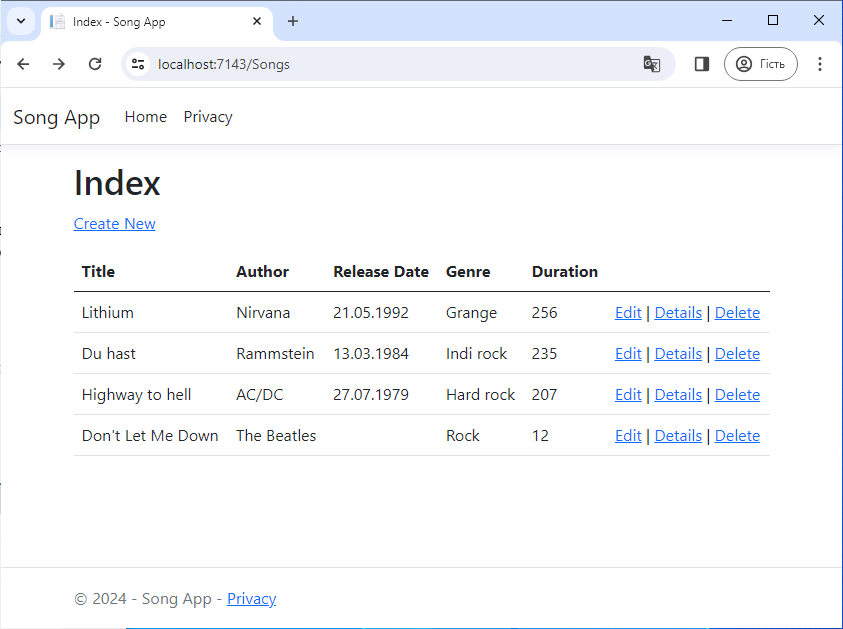 Index - Song App
localhost:7143/Songs
Гість
Song App Home Privacy
Index
Create New
Title Author Release Date Genre Duration
Lithium Nirvana 21.05.1992 Grange 256 Edit | Details | Delete
Du hast Rammstein 13.03.1984 Indi rock 235 Edit | Details | Delete
Highway to hell AC/DC 27.07.1979 Hard rock 207 Edit | Details | Delete
Don't Let Me Down The Beatles Rock 12 Edit | Details | Delete
© 2024 - Song App - Privacy